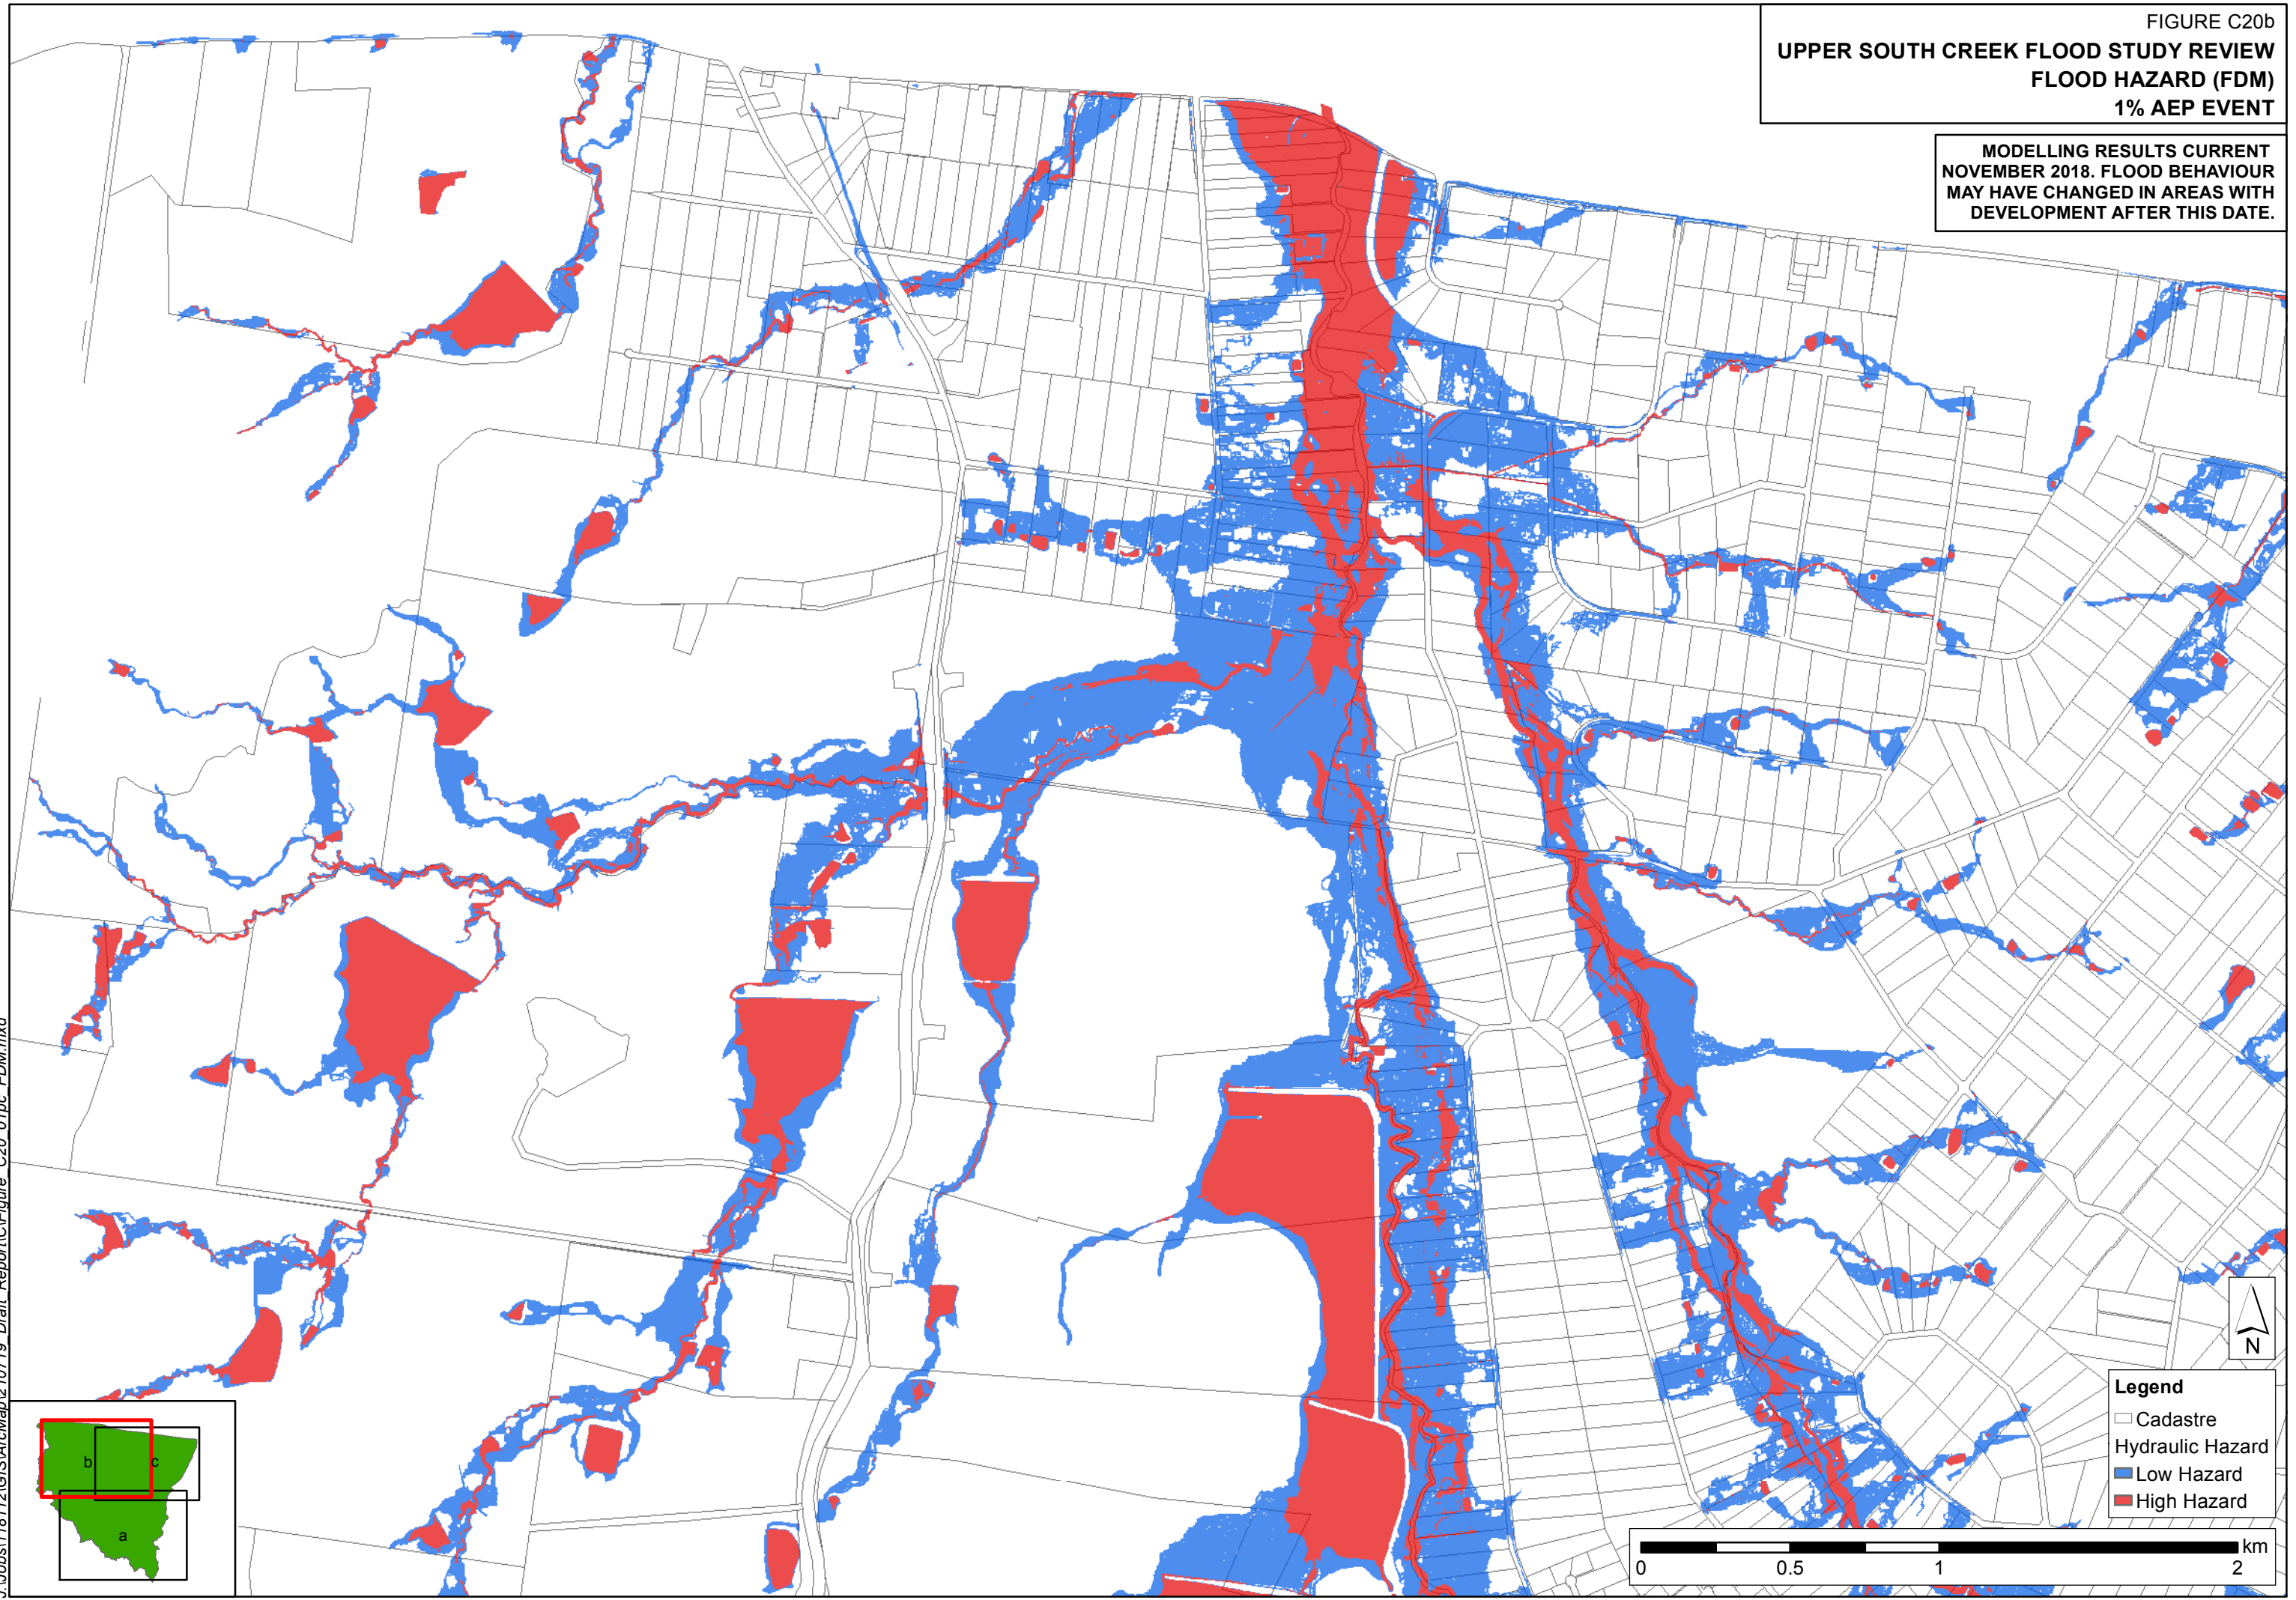 FIGURE C20b
UPPER SOUTH CREEK FLOOD STUDY REVIEW
FLOOD HAZARD (FDM)
1% AEP EVENT
MODELLING RESULTS CURRENT
NOVEMBER 2018. FLOOD BEHAVIOUR
MAY HAVE CHANGED IN AREAS WITH
DEVELOPMENT AFTER THIS DATE.
N
Legend
Cadastre
Hydraulic Hazard
Low Hazard
High Hazard
km
0 0.5 1 2
b c
a